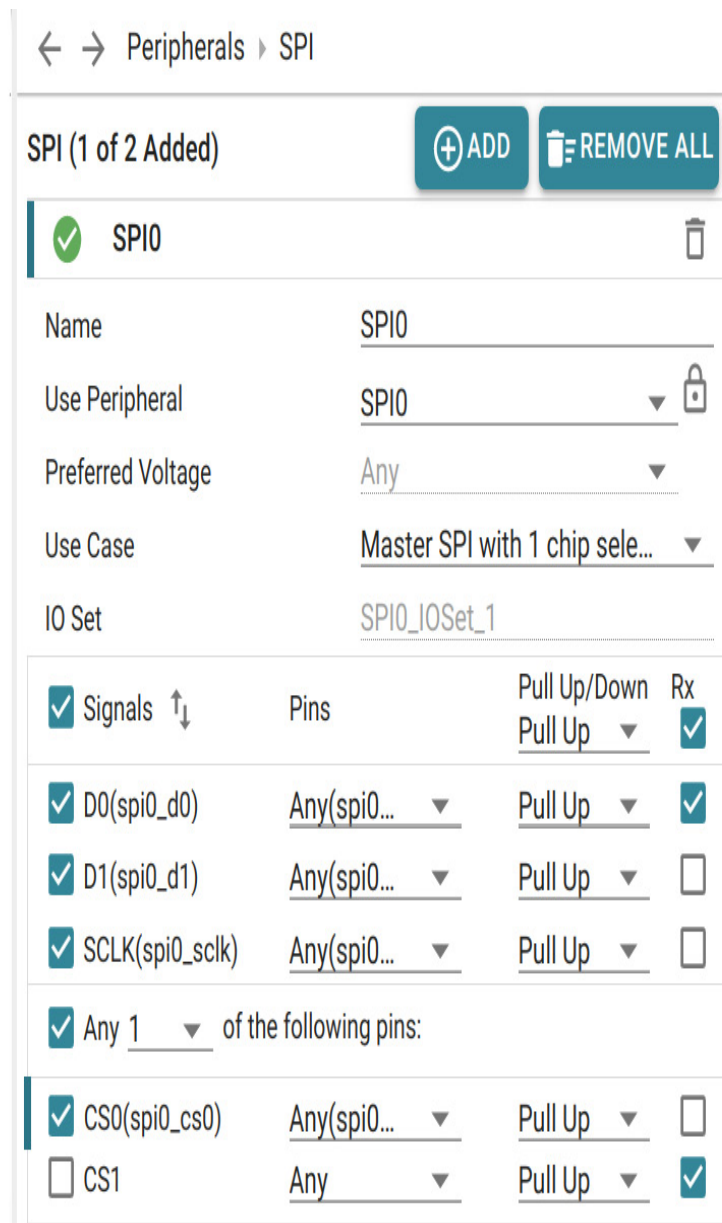 Peripherals SPI
SPI (1 of 2 Added) ADD REMOVE ALL
SPI0
Name SPI0
Use Peripheral SPI0
Preferred Voltage Any
Use Case Master SPI with 1 chip sele...
IO Set SPI0_IOSet_1
Signals Pins Pull Up/Down Rx
Pull Up
D0(spi0_d0) Any(spi0... Pull Up
D1(spi0_d1) Any(spi0... Pull Up
SCLK(spi0_sclk) Any(spi0... Pull Up
Any 1 of the following pins:
CS0(spi0_cs0) Any(spi0... Pull Up
CS1 Any Pull Up